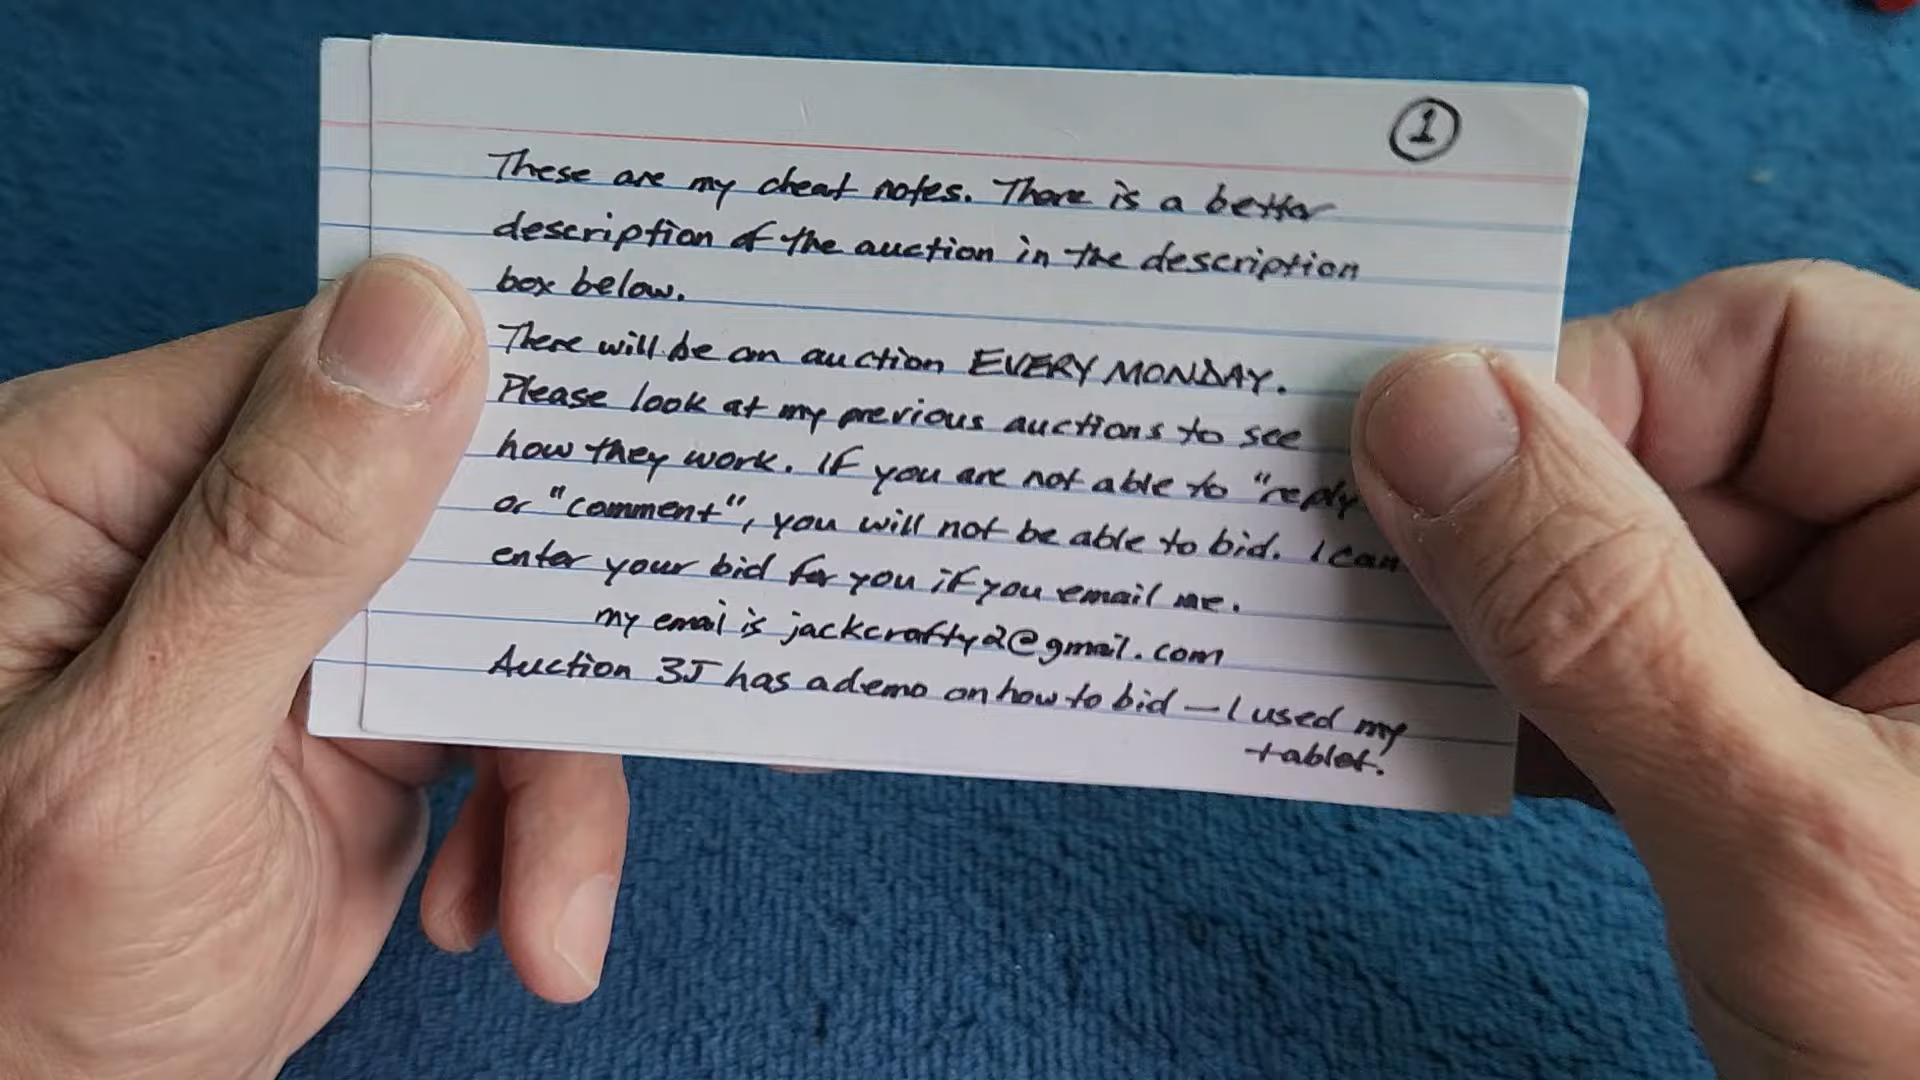 1
These are my cheat notes. There is a better
description of the auction in the description
box below.
There will be an auction EVERY MONDAY.
Please look at my previous auctions to see
how they work. If you are not able to "reply
or "comment", you will not be able to bid. I can
enter your bid for you if you email me.
my email is jackcrafty2@gmail.com
Auction 3J has a demo on how to bid — I used my
tablet.